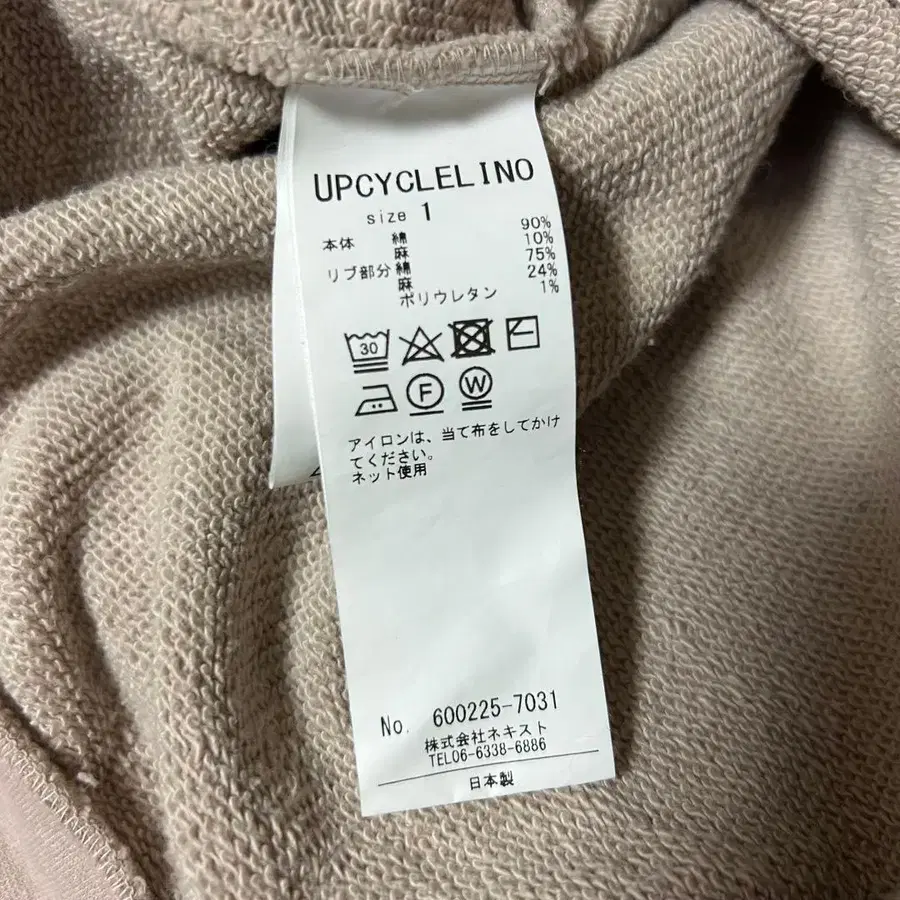 UPCYCLELINO
size 1
本体 綿 90%
麻 10%
リブ部分 綿 75%
麻 24%
ポリウレタン 1%
30
F W
アイロンは、当て布をしてかけ
てください。
ネット使用
No. 600225-7031
株式会社ネキスト
TEL06-6338-6886
日本製